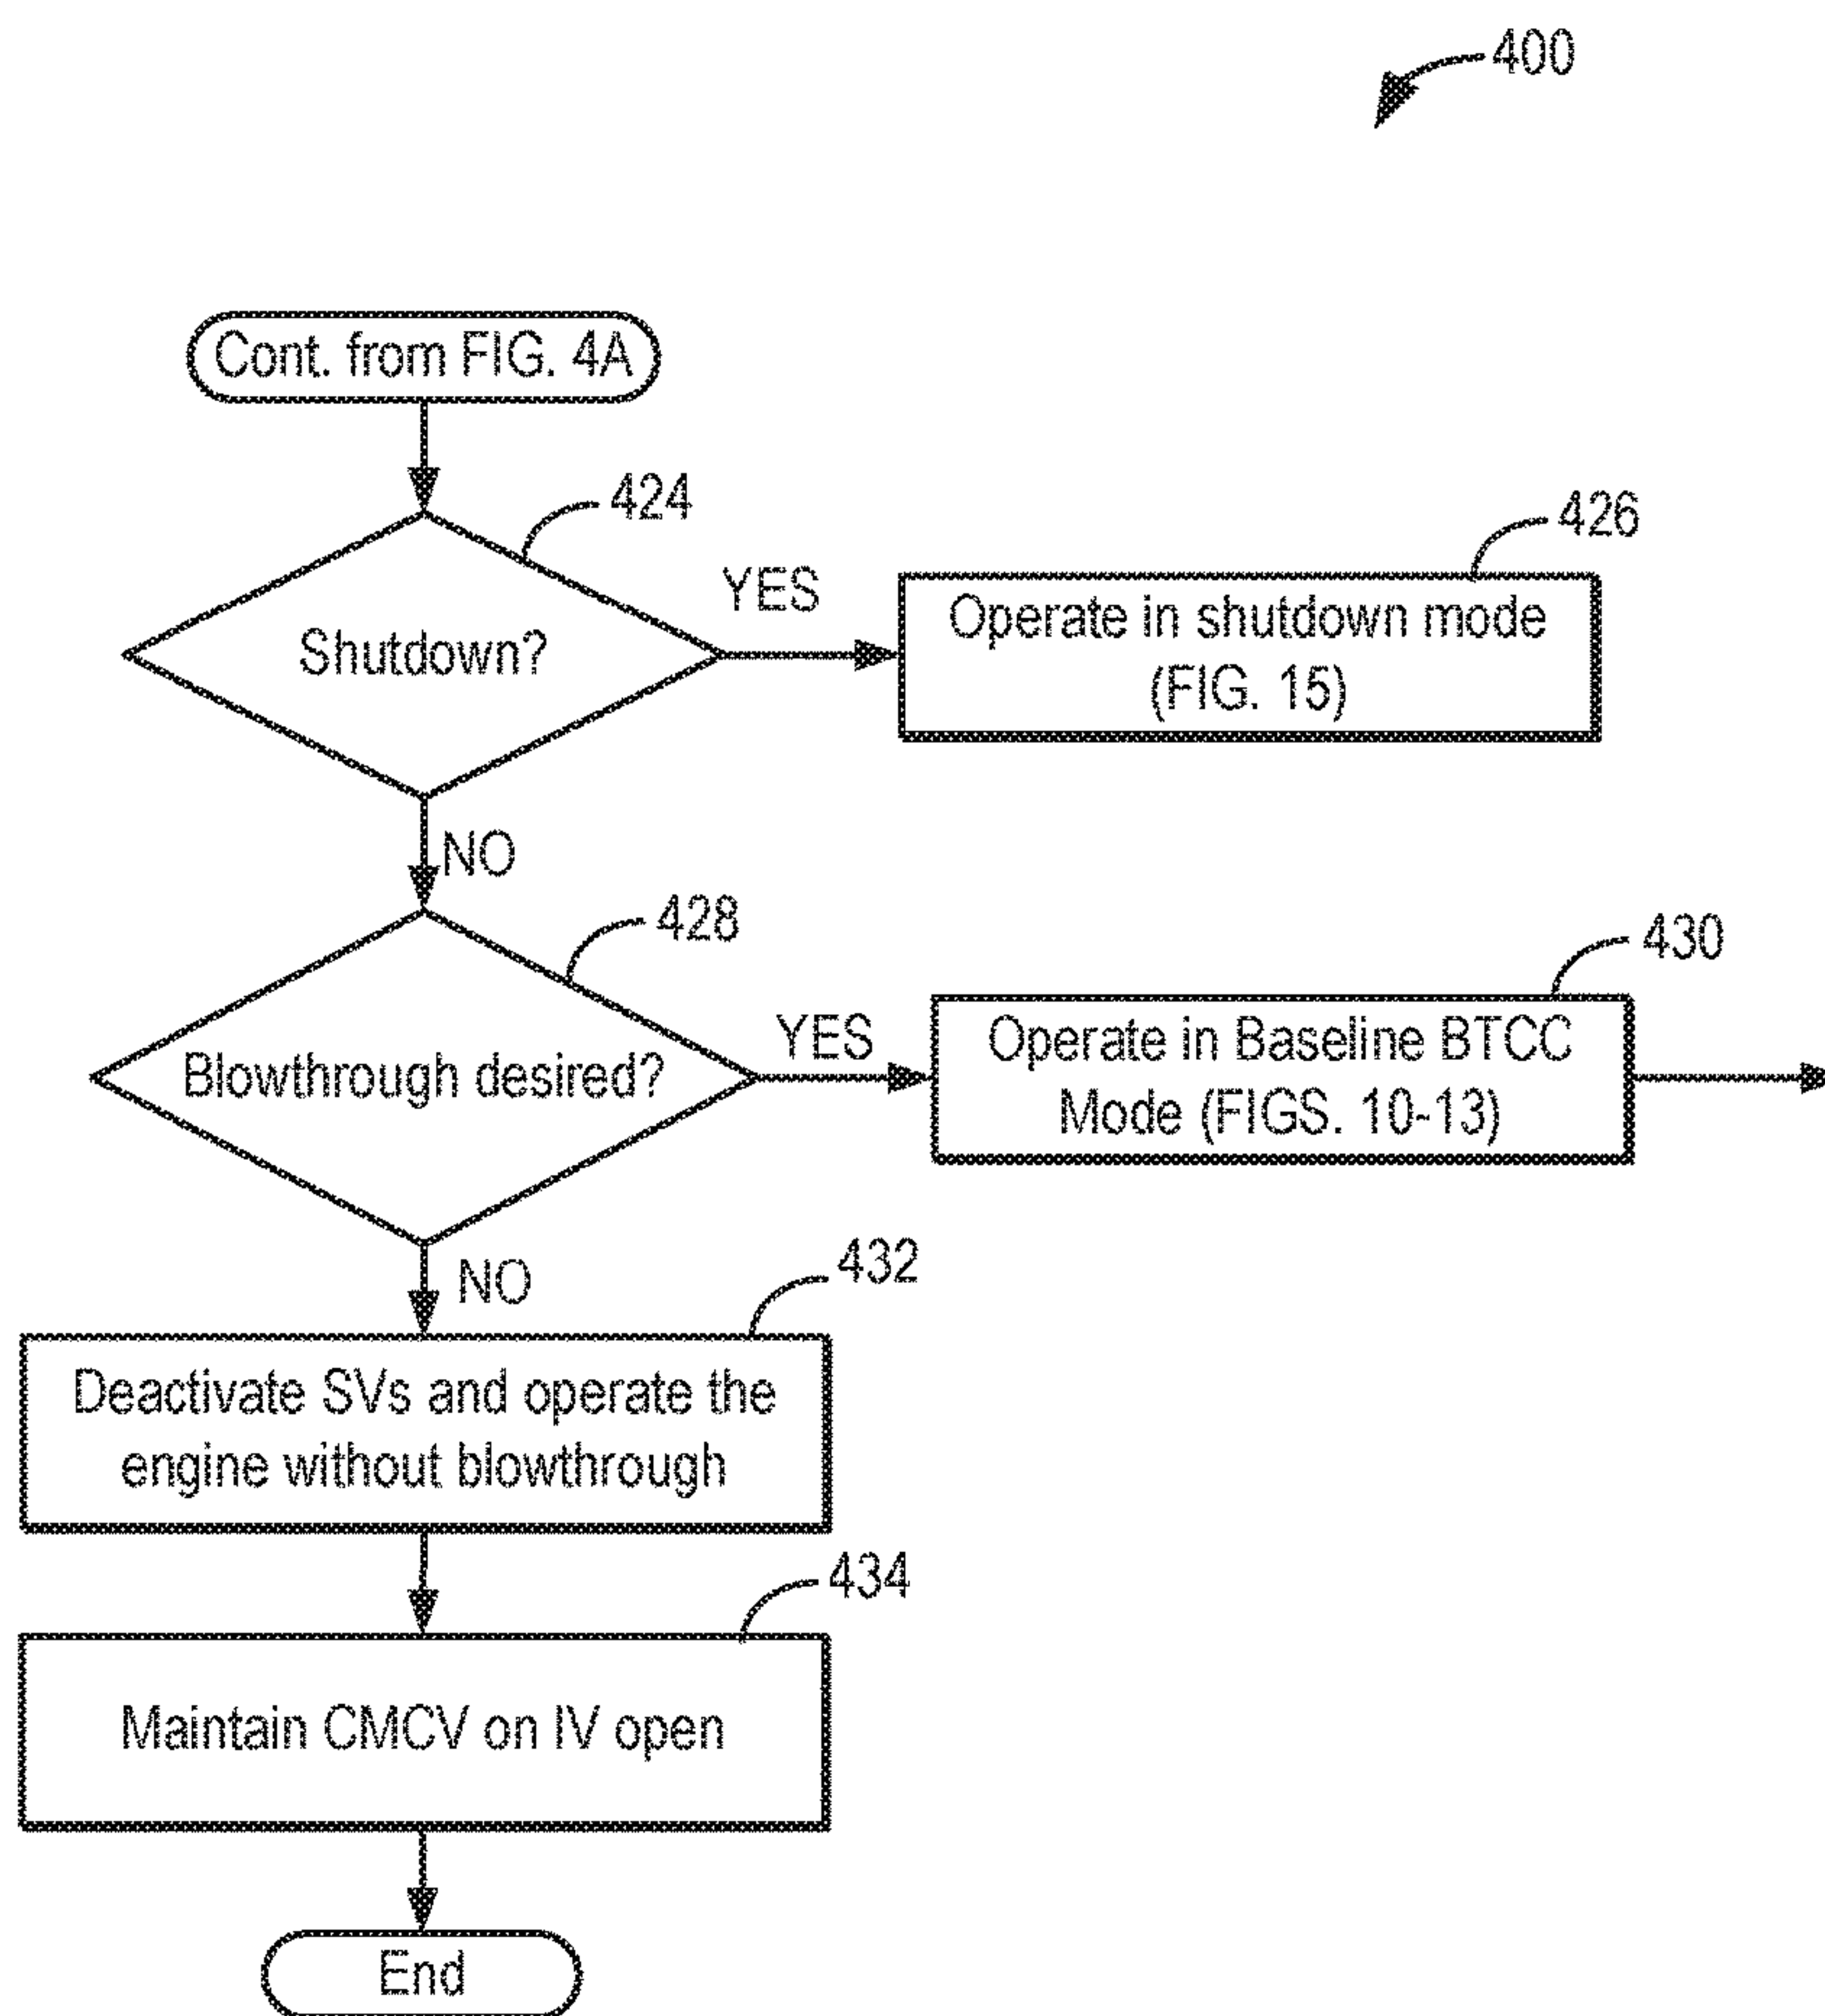 400
Cont. from FIG. 4A
424
Shutdown?
YES
426
Operate in shutdown mode
(FIG. 15)
NO
428
Blowthrough desired?
YES
430
Operate in Baseline BTCC
Mode (FIGS. 10-13)
NO
432
Deactivate SVs and operate the
engine without blowthrough
434
Maintain CMCV on IV open
End